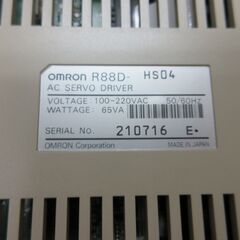 OMRON R88D- HS04
AC SERVO DRIVER
VOLTAGE: 100~220VAC 50/60Hz
WATTAGE: 65VA
SERIAL No. 210716 E•
OMRON Corporation MADE IN JAPAN